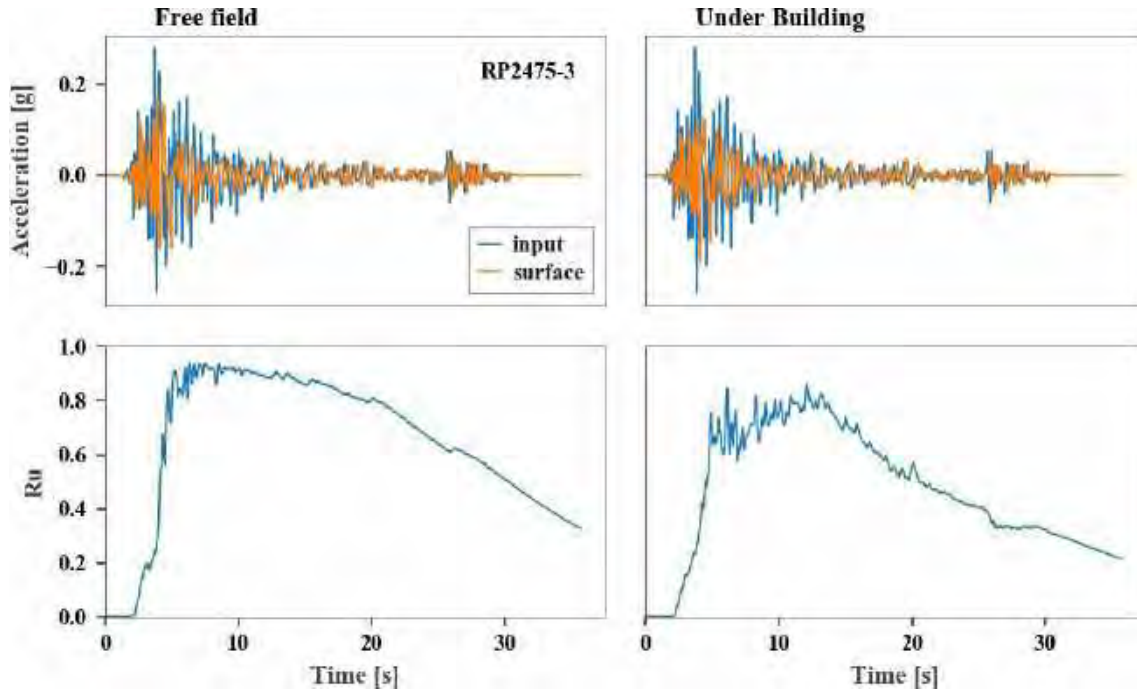 Free field
Under Building
Acceleration [g]
0.2
0.0
−0.2
RP2475-3
input
surface
Ru
1.0
0.8
0.6
0.4
0.2
0.0
0
10
20
30
0
10
20
30
Time [s]
Time [s]